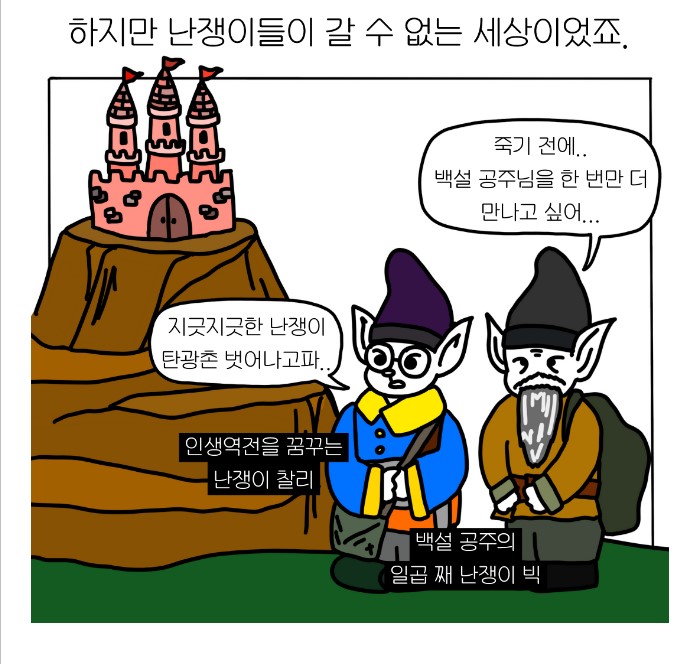 하지만 난쟁이들이 갈 수 없는 세상이었죠.
죽기 전에..
백설 공주님을 한 번만 더
만나고 싶어...
지긋지긋한 난쟁이
탄광촌 벗어나고파..
인생역전을 꿈꾸는
난쟁이 찰리
백설 공주의
일곱 째 난쟁이 빅